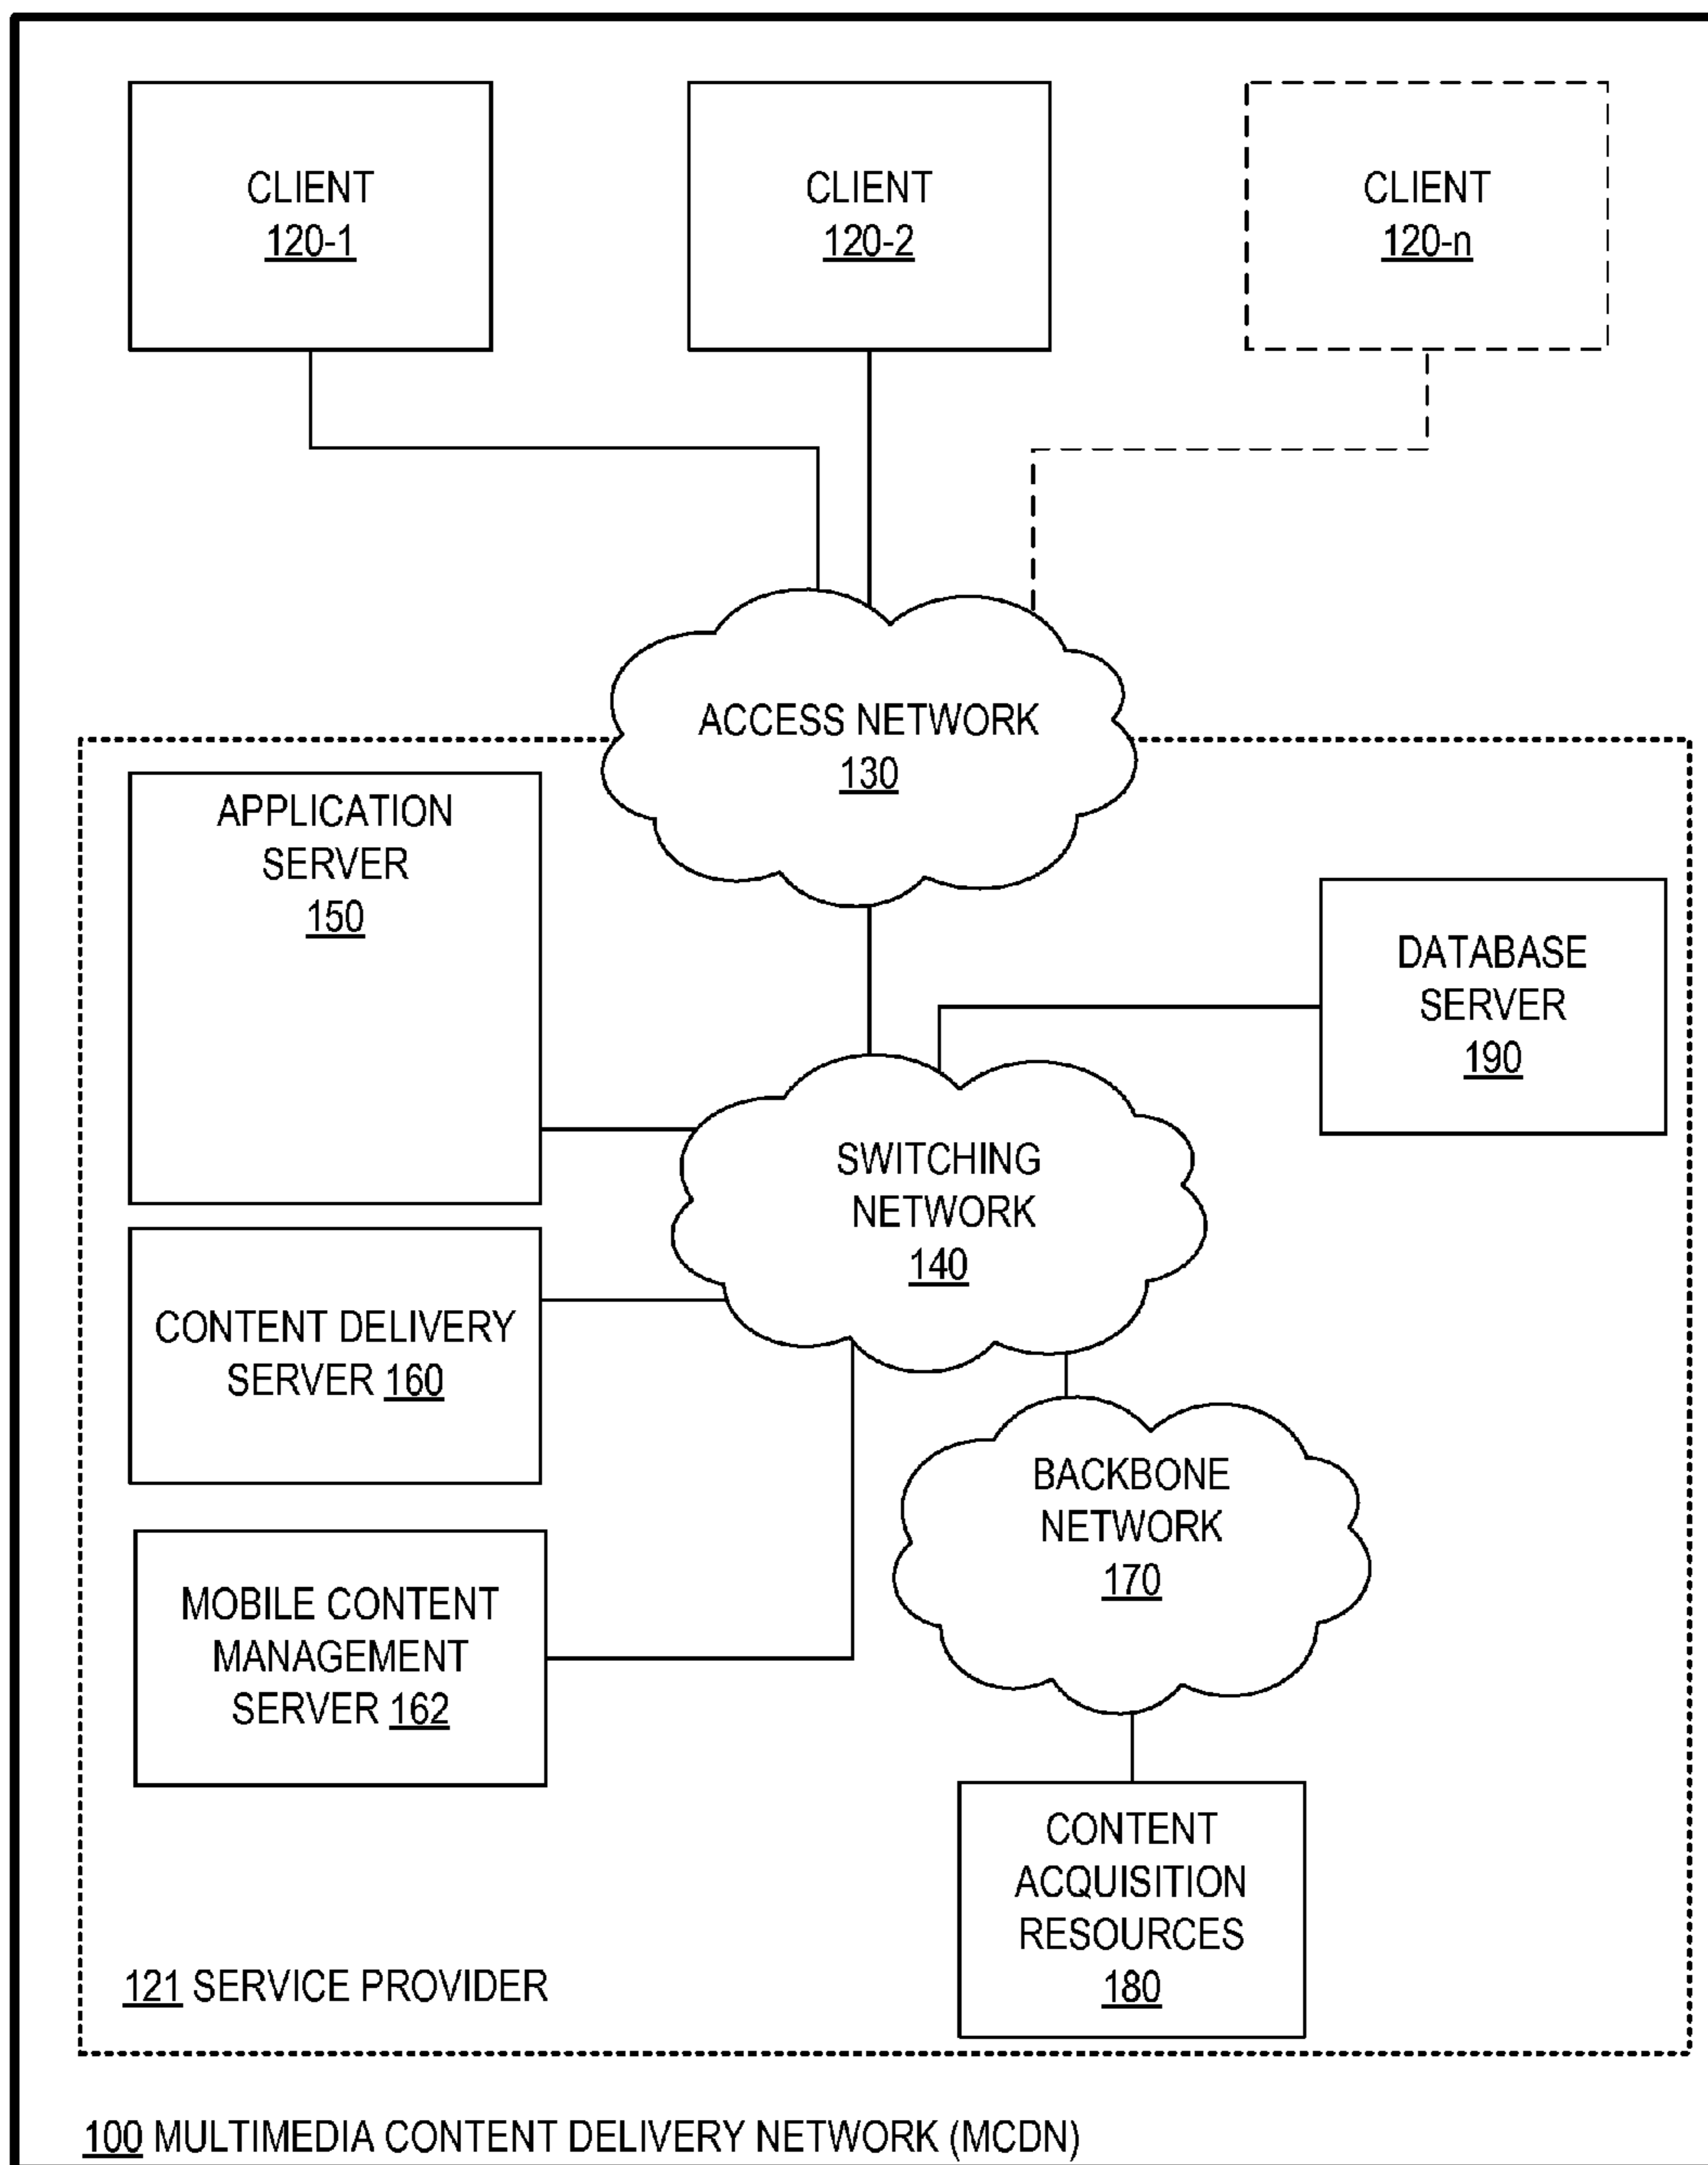 CLIENT
120-1
CLIENT
120-2
CLIENT
120-n
ACCESS NETWORK
130
APPLICATION
SERVER
150
DATABASE
SERVER
190
SWITCHING
NETWORK
140
CONTENT DELIVERY
SERVER 160
BACKBONE
NETWORK
170
MOBILE CONTENT
MANAGEMENT
SERVER 162
CONTENT
ACQUISITION
RESOURCES
180
121 SERVICE PROVIDER
100 MULTIMEDIA CONTENT DELIVERY NETWORK (MCDN)